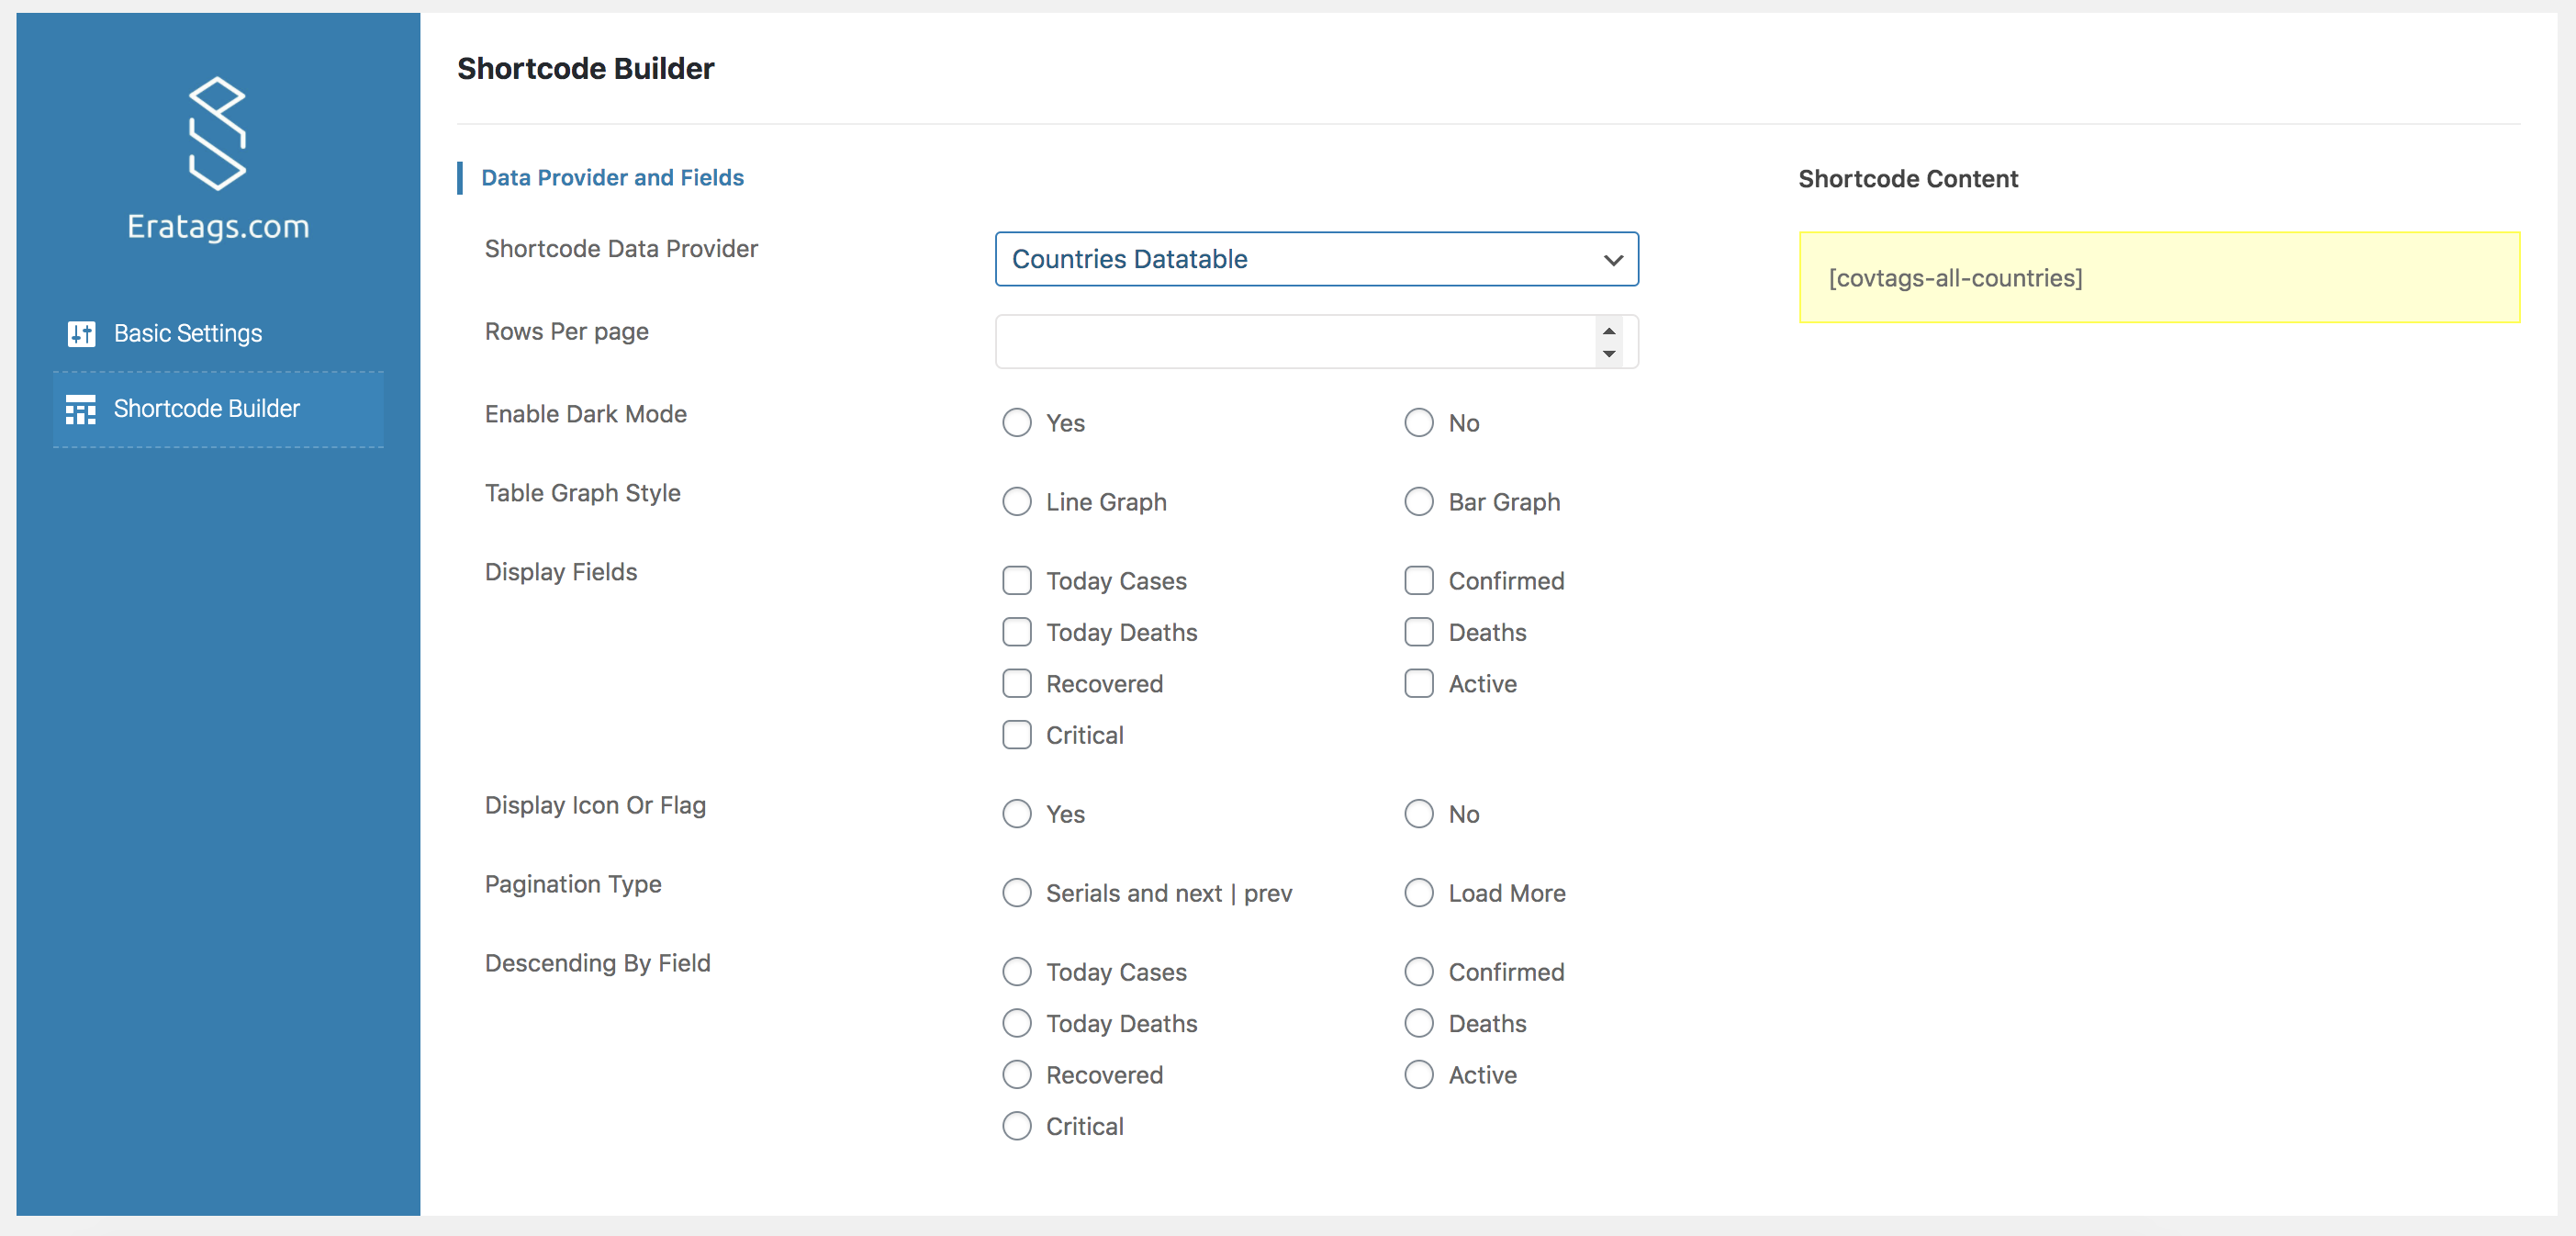 Eratags.com
Basic Settings
Shortcode Builder
Shortcode Builder
Data Provider and Fields
Shortcode Data Provider
Countries Datatable
Rows Per page
Enable Dark Mode
Yes
No
Table Graph Style
Line Graph
Bar Graph
Display Fields
Today Cases
Confirmed
Today Deaths
Deaths
Recovered
Active
Critical
Display Icon Or Flag
Yes
No
Pagination Type
Serials and next | prev
Load More
Descending By Field
Today Cases
Confirmed
Today Deaths
Deaths
Recovered
Active
Critical
Shortcode Content
[covtags-all-countries]